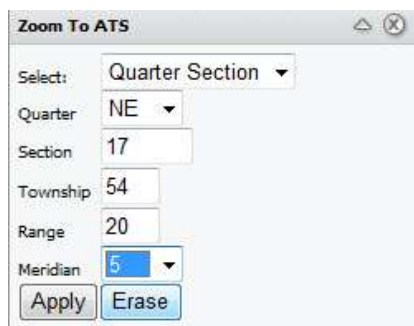 Zoom To ATS
Select: Quarter Section
Quarter NE
Section 17
Township 54
Range 20
Meridian 5
Apply Erase